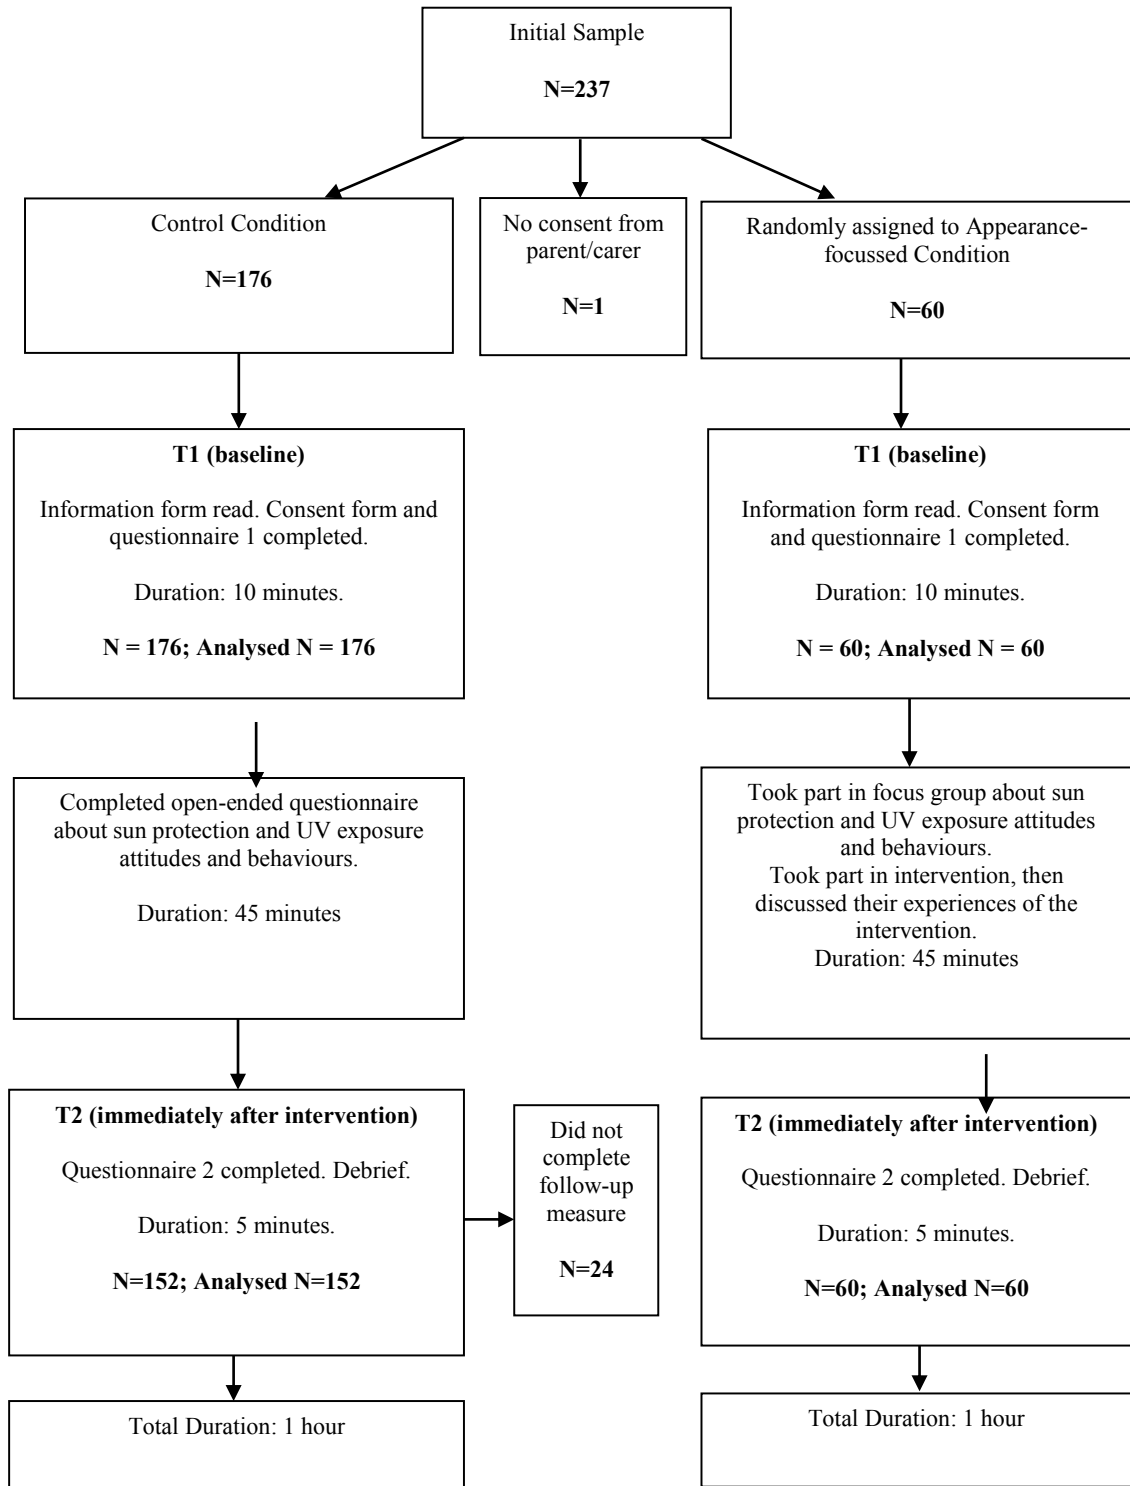 Initial Sample
N=237
Control Condition
N=176
No consent from
parent/carer
N=1
Randomly assigned to Appearance-
focussed Condition
N=60
T1 (baseline)
Information form read. Consent form and
questionnaire 1 completed.
Duration: 10 minutes.
N = 176; Analysed N = 176
T1 (baseline)
Information form read. Consent form
and questionnaire 1 completed.
Duration: 10 minutes.
N = 60; Analysed N = 60
Completed open-ended questionnaire
about sun protection and UV exposure
attitudes and behaviours.
Duration: 45 minutes
Took part in focus group about sun
protection and UV exposure attitudes
and behaviours.
Took part in intervention, then
discussed their experiences of the
intervention.
Duration: 45 minutes
T2 (immediately after intervention)
Questionnaire 2 completed. Debrief.
Duration: 5 minutes.
N=152; Analysed N=152
Did not
complete
follow-up
measure
N=24
T2 (immediately after intervention)
Questionnaire 2 completed. Debrief.
Duration: 5 minutes.
N=60; Analysed N=60
Total Duration: 1 hour
Total Duration: 1 hour